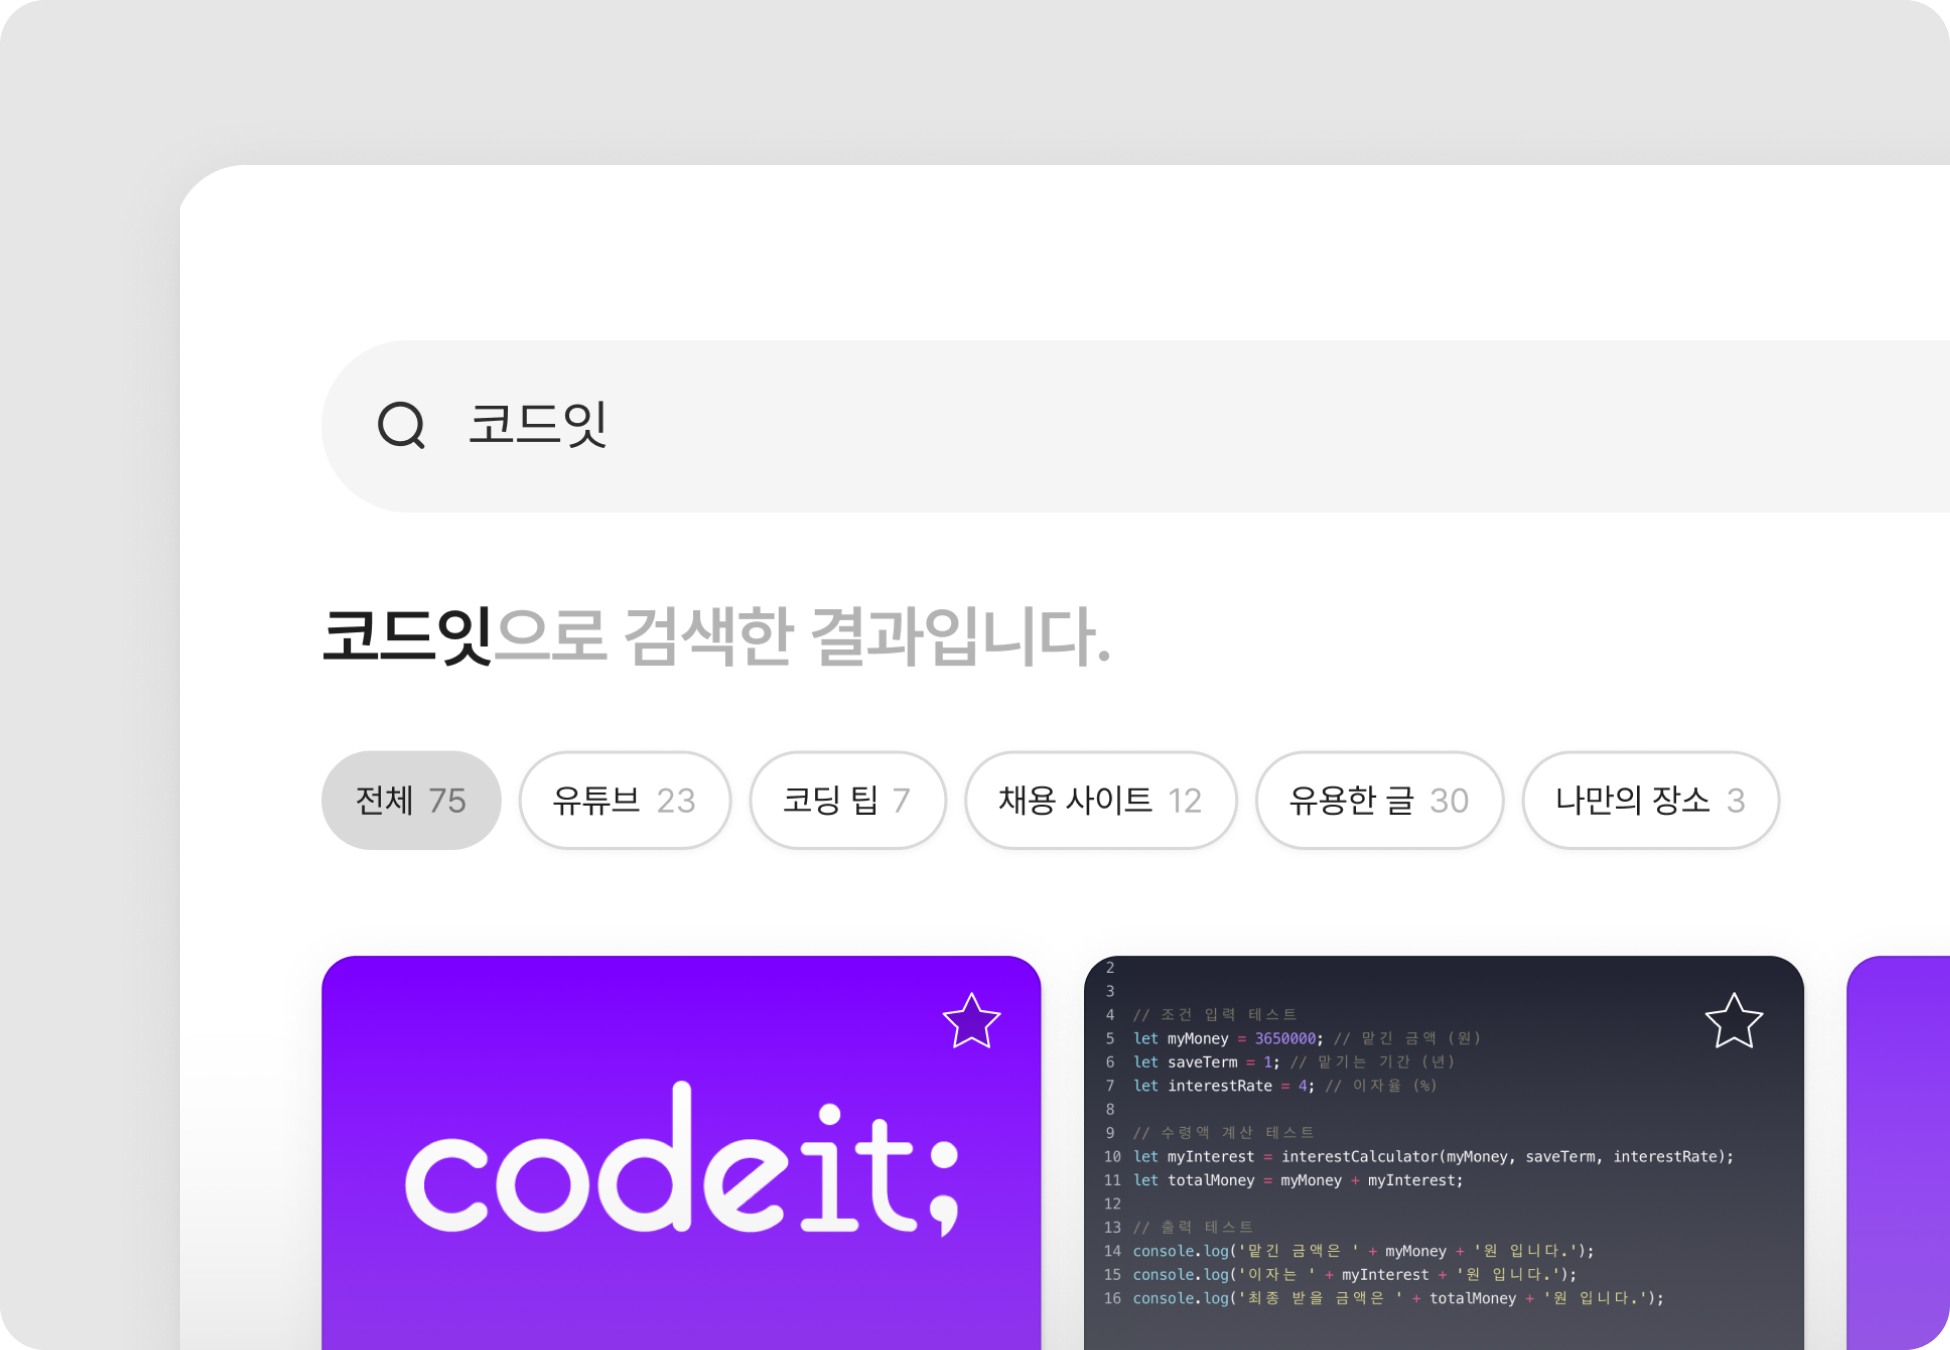 코드잇
코드잇으로 검색한 결과입니다.
전체 75 유튜브 23 코딩 팁 7 채용 사이트 12 유용한 글 30 나만의 장소 3
codeit;
2
3
4 // 조건 입력 테스트
5 let myMoney = 3650000; // 맡긴 금액 (원)
6 let saveTerm = 1; // 맡기는 기간 (년)
7 let interestRate = 4; // 이자율 (%)
8
9 // 수령액 계산 테스트
10 let myInterest = interestCalculator(myMoney, saveTerm, interestRate);
11 let totalMoney = myMoney + myInterest;
12
13 // 출력 테스트
14 console.log('맡긴 금액은 ' + myMoney + '원 입니다.');
15 console.log('이자는 ' + myInterest + '원 입니다.');
16 console.log('최종 받을 금액은 ' + totalMoney + '원 입니다.');